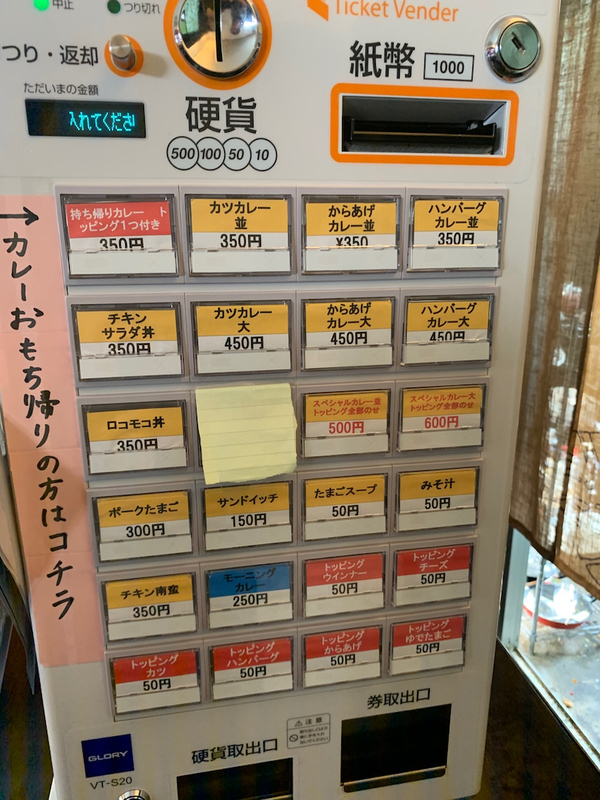 中止
つり切れ
Ticket Vender
つり・返却
紙幣
1000
ただいまの金額
入れてくださ
硬貨
500 100 50 10
→カレーおもち帰りの方はコチラ
持ち帰りカレー ト
ッピング1つ付き
350円
カツカレー
並
350円
からあげ
カレー並
¥350
ハンバーグ
カレー並
350円
チキン
サラダ丼
350円
カツカレー
大
450円
からあげ
カレー大
450円
ハンバーグ
カレー大
450円
ロコモコ丼
350円
スペシャルカレー並
トッピング全部のせ
500円
スペシャルカレー大
トッピング全部のせ
600円
ポークたまご
300円
サンドイッチ
150円
たまごスープ
50円
みそ汁
50円
チキン南蛮
350円
モーニング
カレー
250円
トッピング
ウインナー
50円
トッピング
チーズ
50円
トッピング
カツ
50円
トッピング
ハンバーグ
50円
トッピング
からあげ
50円
トッピング
ゆでたまご
50円
GLORY
VT-S20
硬貨取出口
注意
券取出口